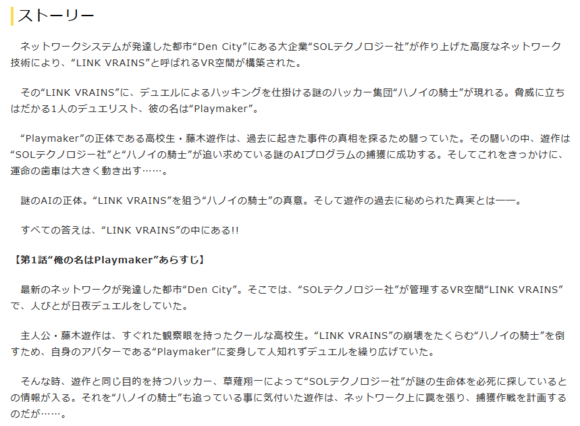 ストーリー
ネットワークシステムが発達した都市“Den City”にある大企業“SOLテクノロジー社”が作り上げた高度なネットワーク
技術により、“LINK VRAINS”と呼ばれるVR空間が構築された。
その“LINK VRAINS”に、デュエルによるハッキングを仕掛ける謎のハッカー集団“ハノイの騎士”が現れる。脅威に立ち
はだかる1人のデュエリスト、彼の名は“Playmaker”。
“Playmaker”の正体である高校生・藤木遊作は、過去に起きた事件の真相を探るため闘っていた。その闘いの中、遊作は
“SOLテクノロジー社”と“ハノイの騎士”が追い求めている謎のAIプログラムの捕獲に成功する。そしてこれをきっかけに、
運命の歯車は大きく動き出す……。
謎のAIの正体。“LINK VRAINS”を狙う“ハノイの騎士”の真意。そして遊作の過去に秘められた真実とは――。
すべての答えは、“LINK VRAINS”の中にある!!
【第1話“俺の名はPlaymaker”あらすじ】
最新のネットワークが発達した都市“Den City”。そこでは、“SOLテクノロジー社”が管理するVR空間“LINK VRAINS”
で、人びとが日夜デュエルをしていた。
主人公・藤木遊作は、すぐれた観察眼を持ったクールな高校生。“LINK VRAINS”の崩壊をたくらむ“ハノイの騎士”を倒
すため、自身のアバターである“Playmaker”に変身して人知れずデュエルを繰り広げていた。
そんな時、遊作と同じ目的を持つハッカー、草薙翔一によって“SOLテクノロジー社”が謎の生命体を必死に探していると
の情報が入る。それを“ハノイの騎士”も追っている事に気付いた遊作は、ネットワーク上に罠を張り、捕獲作戦を計画する
のだが……。